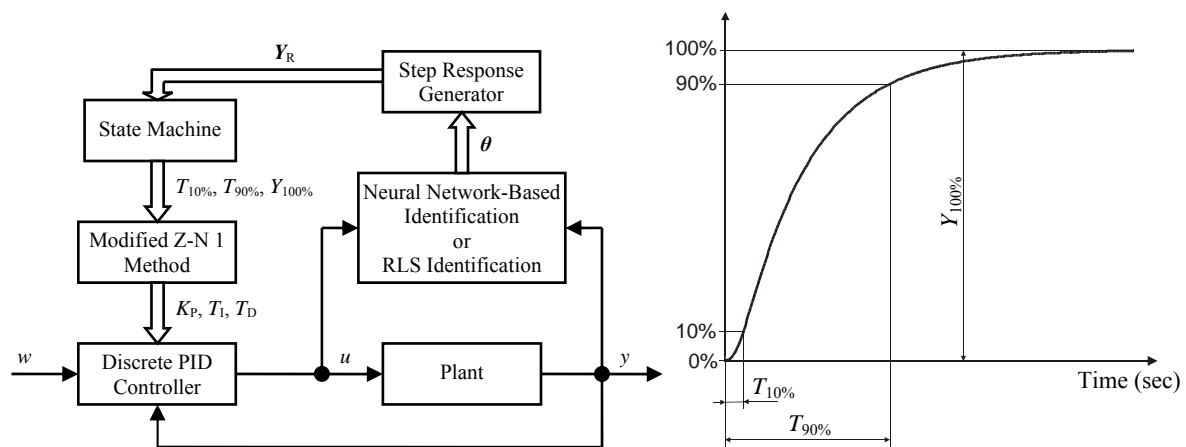 Y_R
Step Response
Generator
State Machine
θ
T_10%, T_90%, Y_100%
Neural Network-Based
Identification
or
RLS Identification
Modified Z-N 1
Method
K_P, T_I, T_D
w
Discrete PID
Controller
u
Plant
y
100%
90%
Y_100%
10%
0%
Time (sec)
T_10%
T_90%